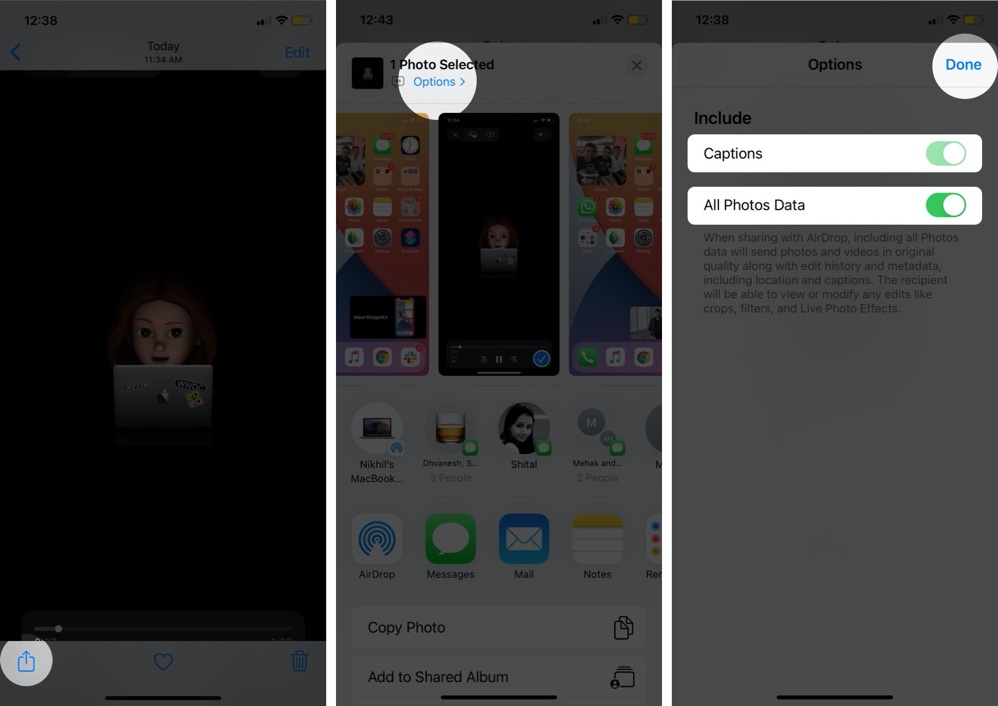 12:38
Today
11:34 AM
Edit
12:43
1 Photo Selected
Options >
Nikhil's
MacBook...
Dhvanesh, S...
3 People
Shital
M
Mehak and...
2 People
M
AirDrop
Messages
Mail
Notes
Rer
Copy Photo
Add to Shared Album
12:38
Options
Done
Include
Captions
All Photos Data
When sharing with AirDrop, including all Photos
data will send photos and videos in original
quality along with edit history and metadata,
including location and captions. The recipient
will be able to view or modify any edits like
crops, filters, and Live Photo Effects.